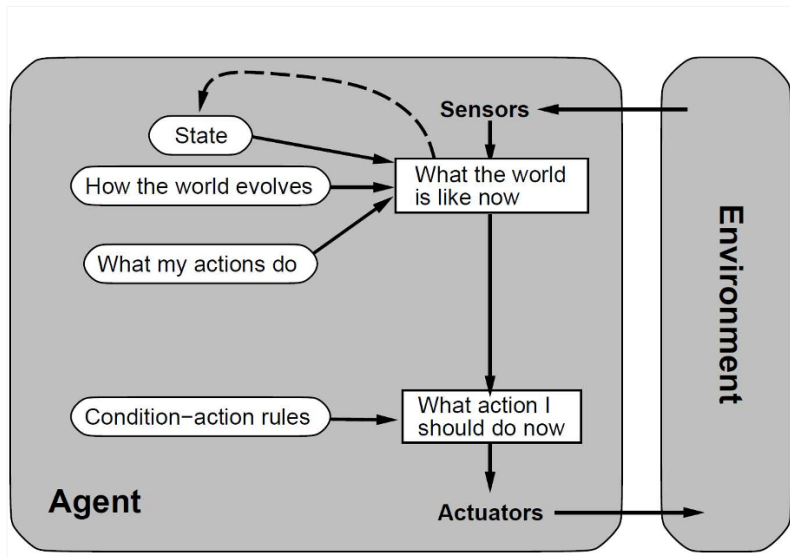 Sensors
State
What the world
is like now
How the world evolves
What my actions do
Condition−action rules
What action I
should do now
Agent
Actuators
Environment